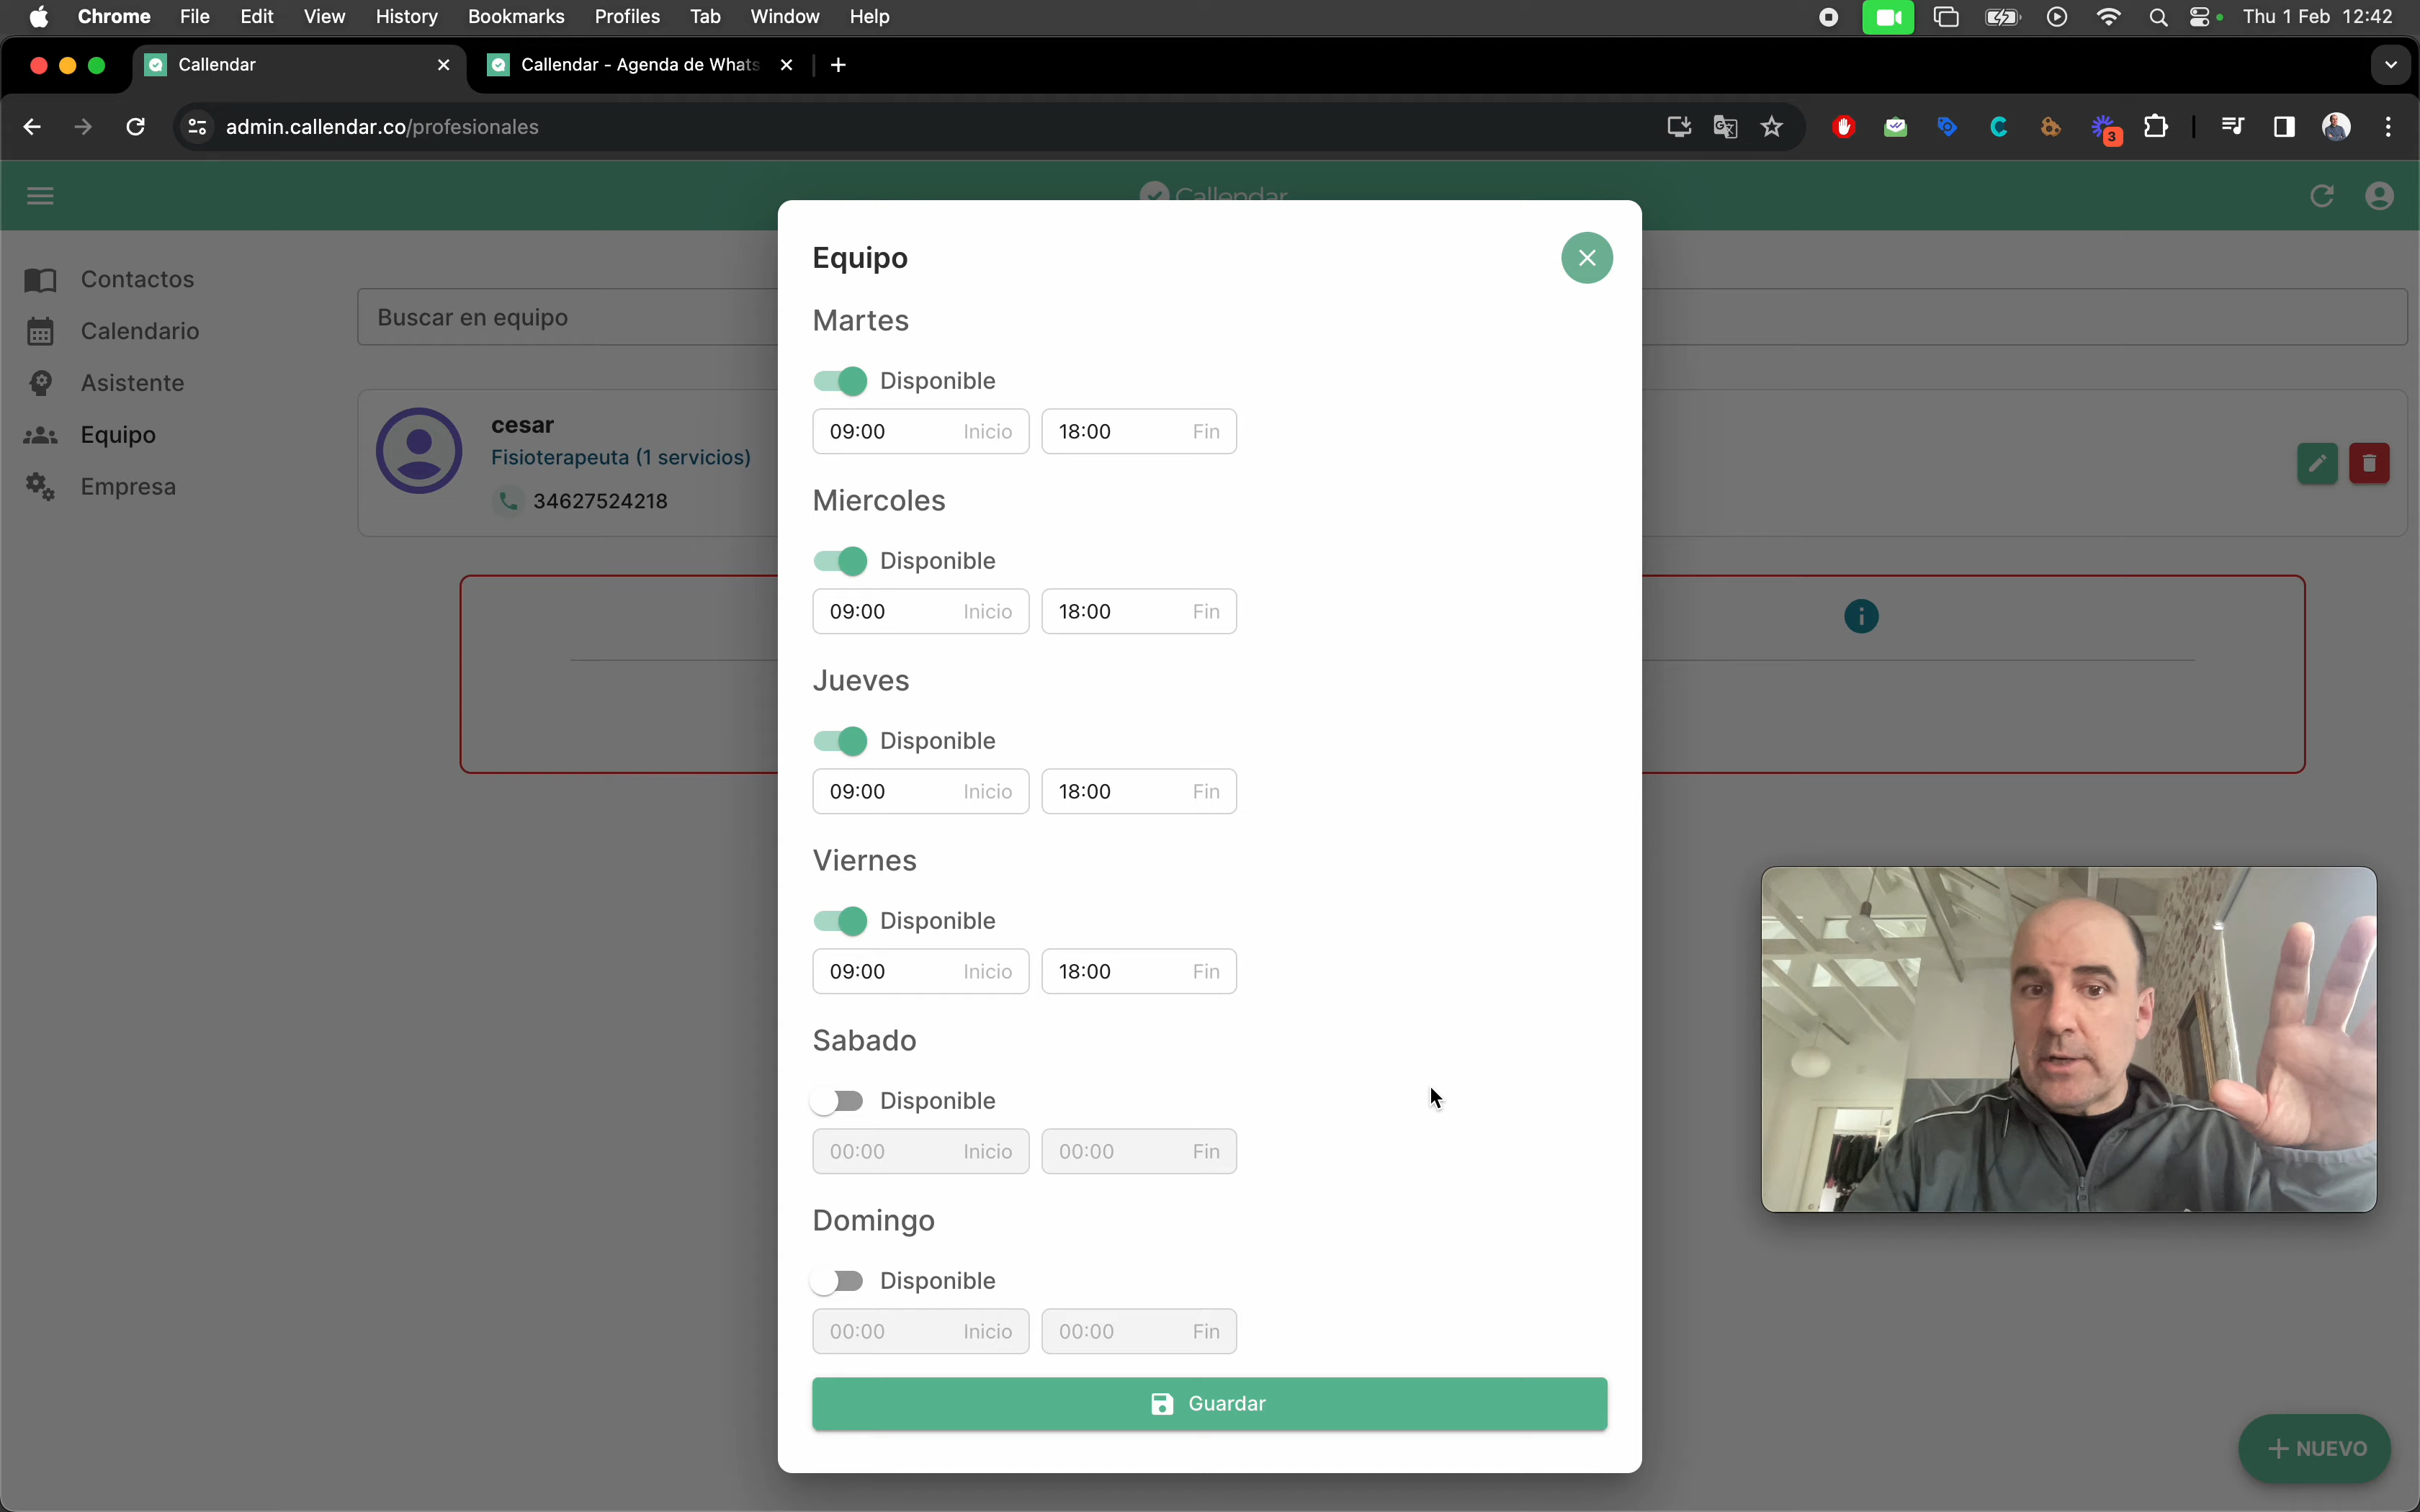 Chrome File Edit View History Bookmarks Profiles Tab Window Help Thu 1 Feb 12:42
Callendar Callendar - Agenda de Whats
admin.callendar.co/profesionales
3
Callendar
Contactos
Calendario
Asistente
Equipo
Empresa
Buscar en equipo
cesar
Fisioterapeuta (1 servicios)
34627524218
Equipo
Martes
Disponible
09:00 Inicio 18:00 Fin
Miercoles
Disponible
09:00 Inicio 18:00 Fin
Jueves
Disponible
09:00 Inicio 18:00 Fin
Viernes
Disponible
09:00 Inicio 18:00 Fin
Sabado
Disponible
00:00 Inicio 00:00 Fin
Domingo
Disponible
00:00 Inicio 00:00 Fin
Guardar
+ NUEVO